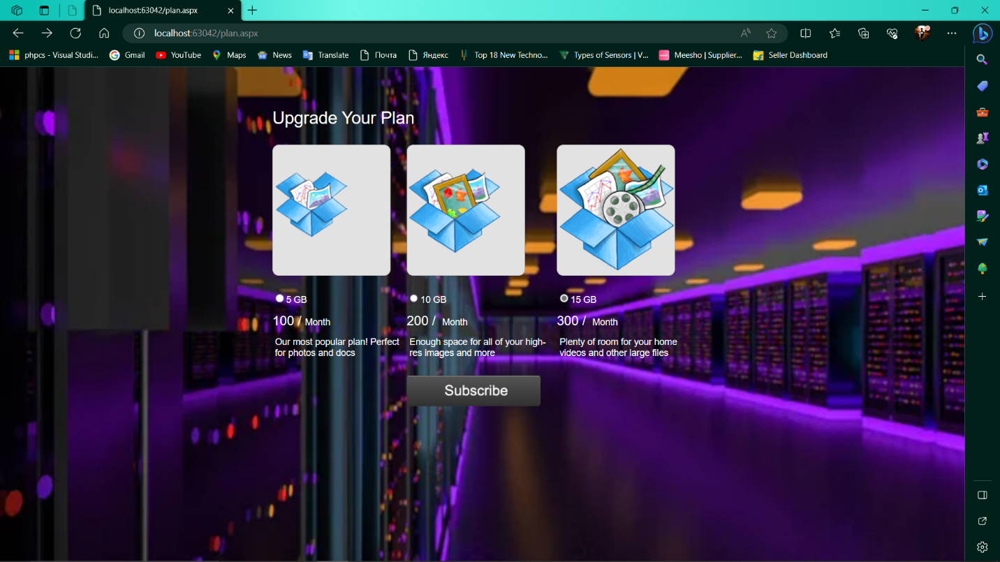 localhost:63042/plan.aspx
localhost:63042/plan.aspx
phpcs - Visual Studi... Gmail YouTube Maps News Translate Почта Яндекс Top 18 New Techno... Types of Sensors | V... Meesho | Supplier... Seller Dashboard
Upgrade Your Plan
5 GB 10 GB 15 GB
100 / Month 200 / Month 300 / Month
Our most popular plan! Perfect Enough space for all of your high- Plenty of room for your home
for photos and docs res images and more videos and other large files
Subscribe